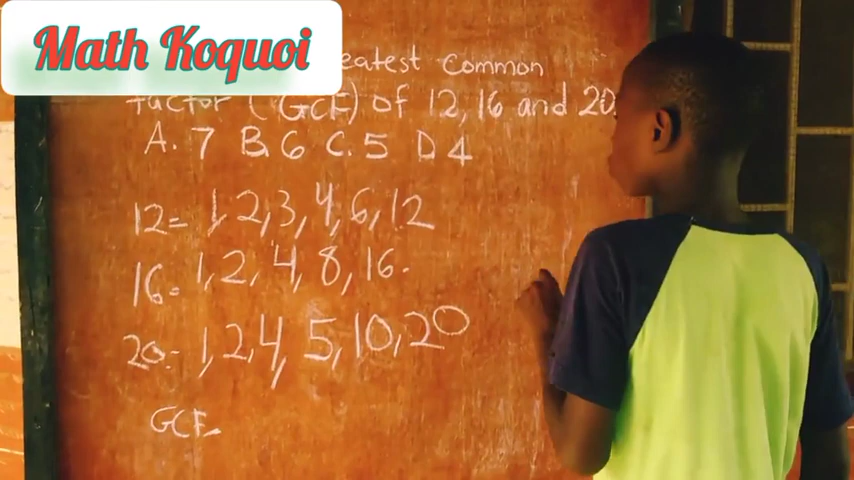 Math Koquoi
eatest common
factor (GCF) of 12, 16 and 20.
A. 7 B. 6 C. 5 D 4
12= 1, 2, 3, 4, 6, 12
16= 1, 2, 4, 8, 16.
20= 1, 2, 4, 5, 10, 20
GCF